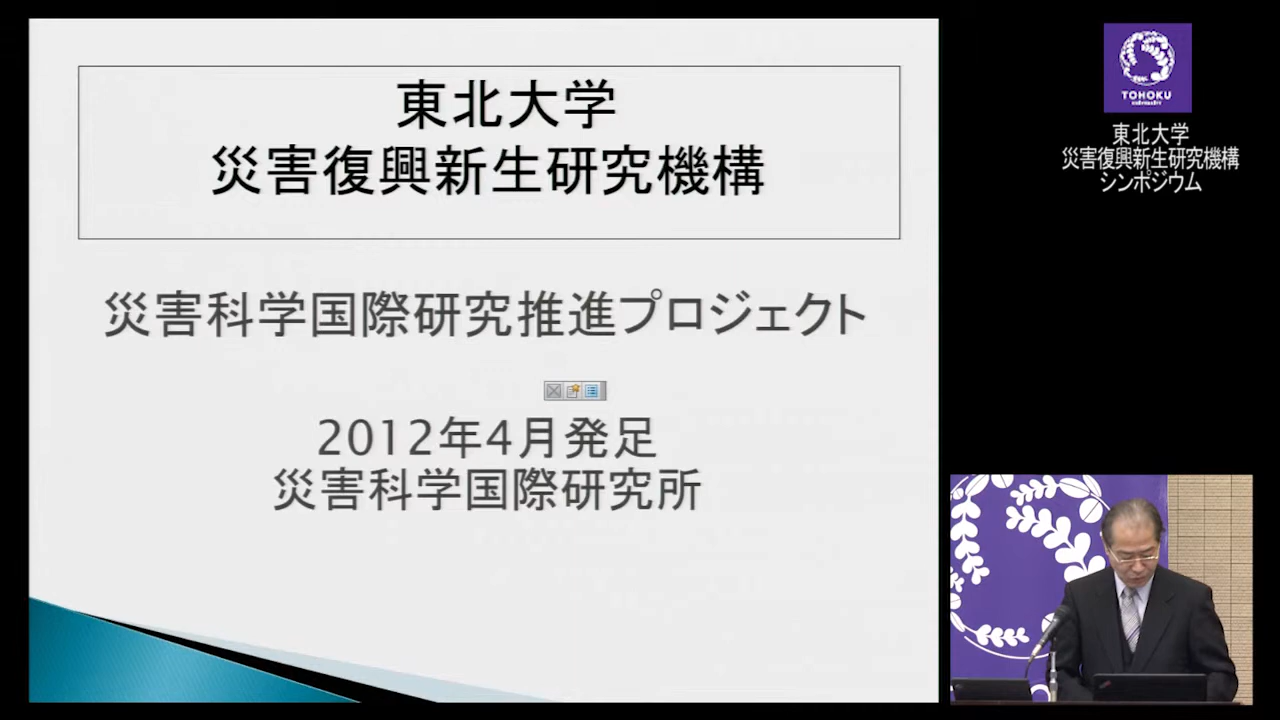 東北大学
災害復興新生研究機構
災害科学国際研究推進プロジェクト
2012年4月発足
災害科学国際研究所
TOHOKU
UNIVERSITY
東北大学
災害復興新生研究機構
シンポジウム